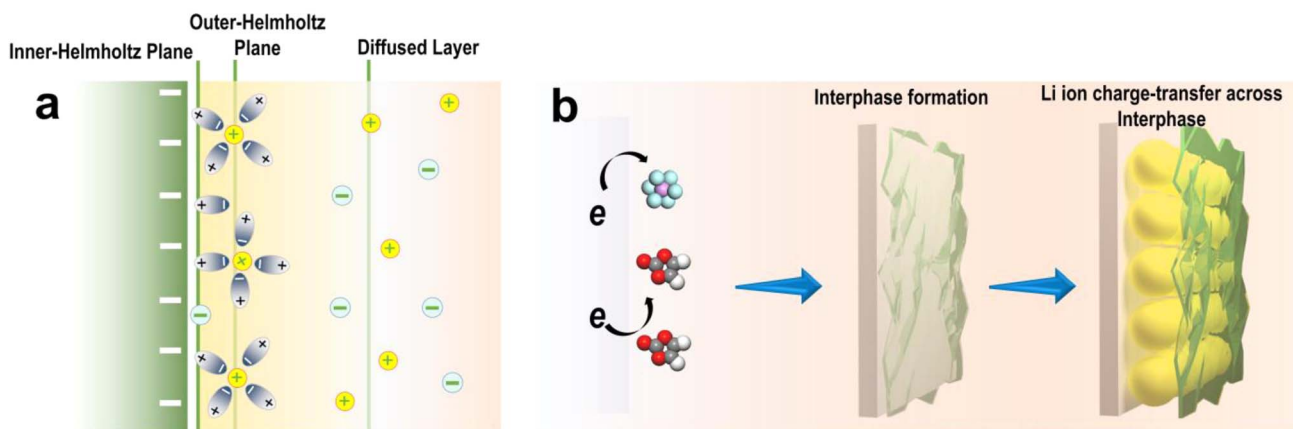 Outer-Helmholtz
Plane
Inner-Helmholtz Plane
Diffused Layer
a
b
Interphase formation
Li ion charge-transfer across
Interphase
e
e